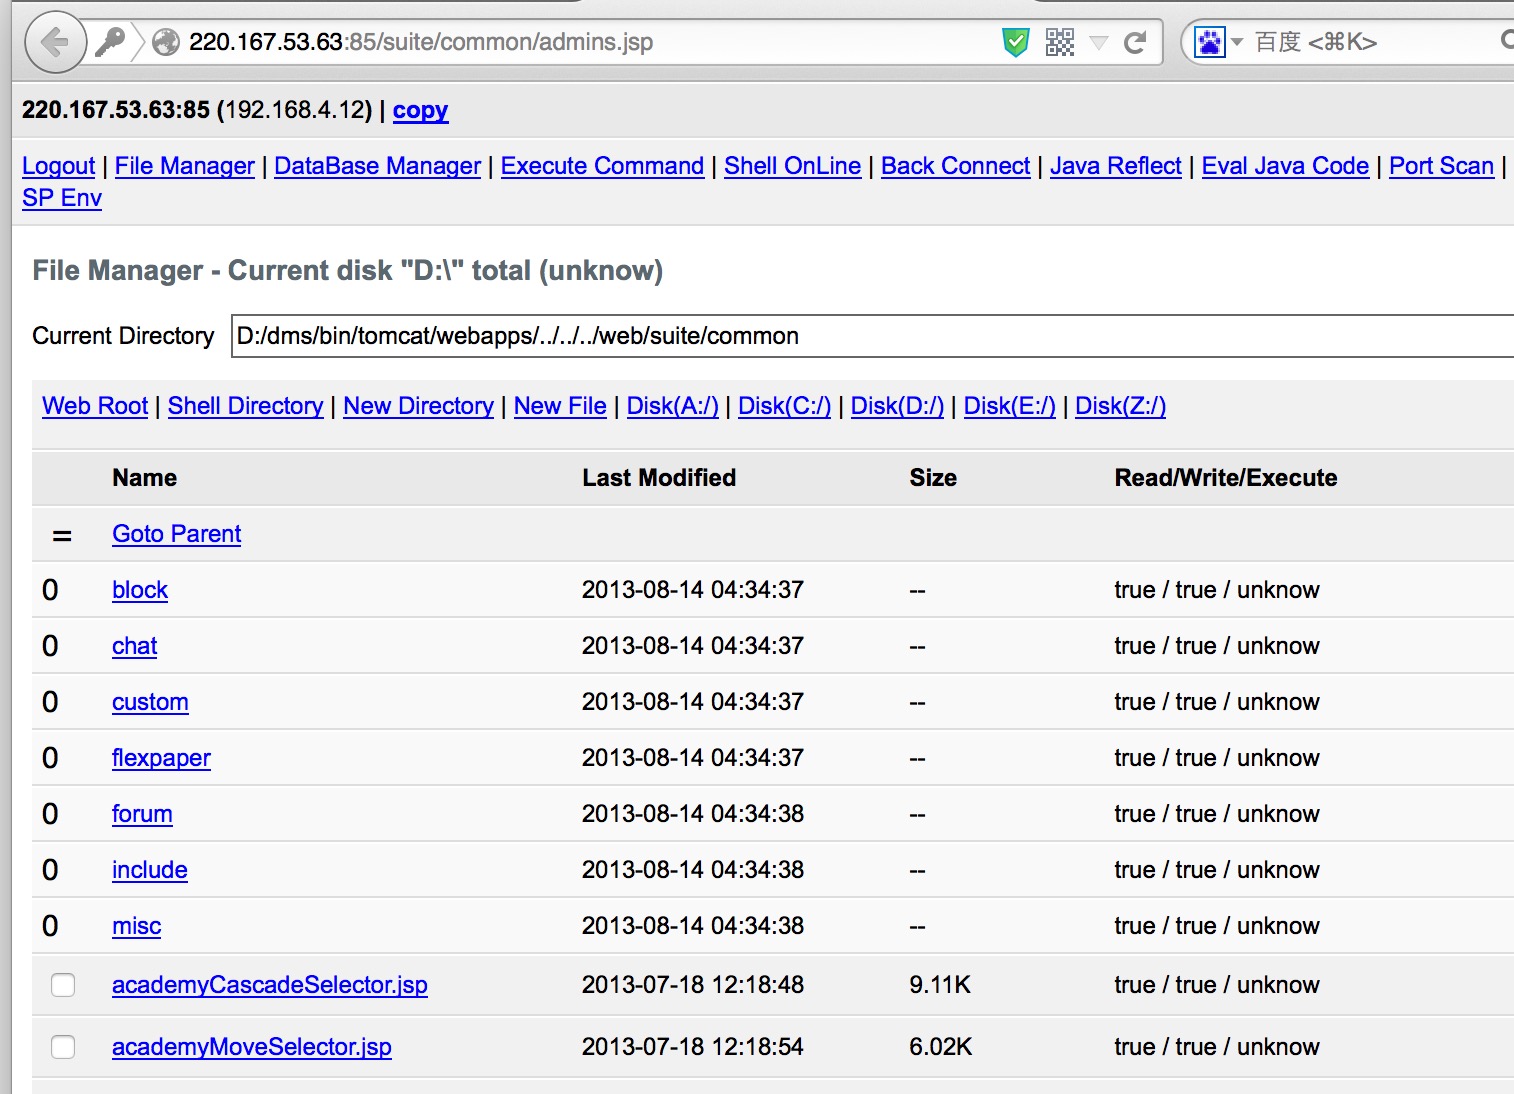 220.167.53.63:85/suite/common/admins.jsp 百度 <⌘K>
220.167.53.63:85 (192.168.4.12) | copy
Logout | File Manager | DataBase Manager | Execute Command | Shell OnLine | Back Connect | Java Reflect | Eval Java Code | Port Scan |
SP Env
File Manager - Current disk "D:\" total (unknow)
Current Directory D:/dms/bin/tomcat/webapps/../../../web/suite/common
Web Root | Shell Directory | New Directory | New File | Disk(A:/) | Disk(C:/) | Disk(D:/) | Disk(E:/) | Disk(Z:/)
Name Last Modified Size Read/Write/Execute
= Goto Parent
0 block 2013-08-14 04:34:37 -- true / true / unknow
0 chat 2013-08-14 04:34:37 -- true / true / unknow
0 custom 2013-08-14 04:34:37 -- true / true / unknow
0 flexpaper 2013-08-14 04:34:37 -- true / true / unknow
0 forum 2013-08-14 04:34:38 -- true / true / unknow
0 include 2013-08-14 04:34:38 -- true / true / unknow
0 misc 2013-08-14 04:34:38 -- true / true / unknow
academyCascadeSelector.jsp 2013-07-18 12:18:48 9.11K true / true / unknow
academyMoveSelector.jsp 2013-07-18 12:18:54 6.02K true / true / unknow